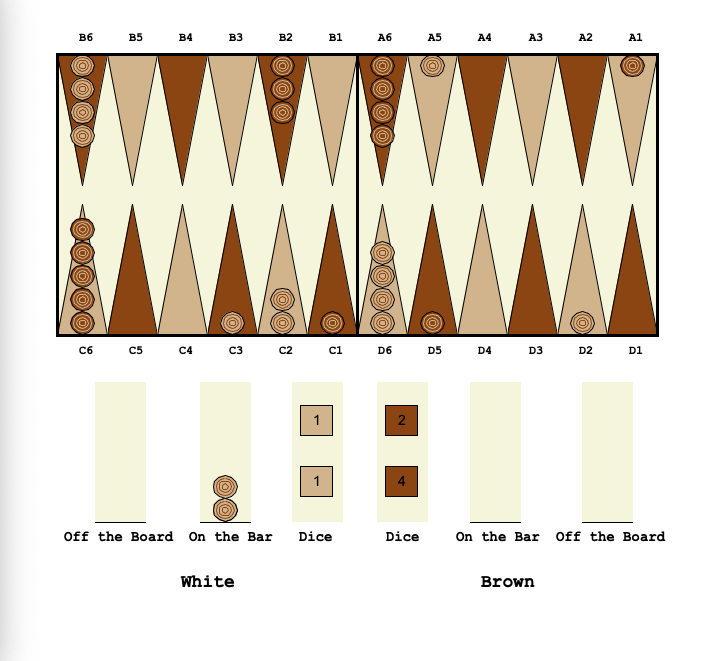 B6 B5 B4 B3 B2 B1 A6 A5 A4 A3 A2 A1
C6 C5 C4 C3 C2 C1 D6 D5 D4 D3 D2 D1
1 2
1 4
Off the Board On the Bar Dice Dice On the Bar Off the Board
White Brown